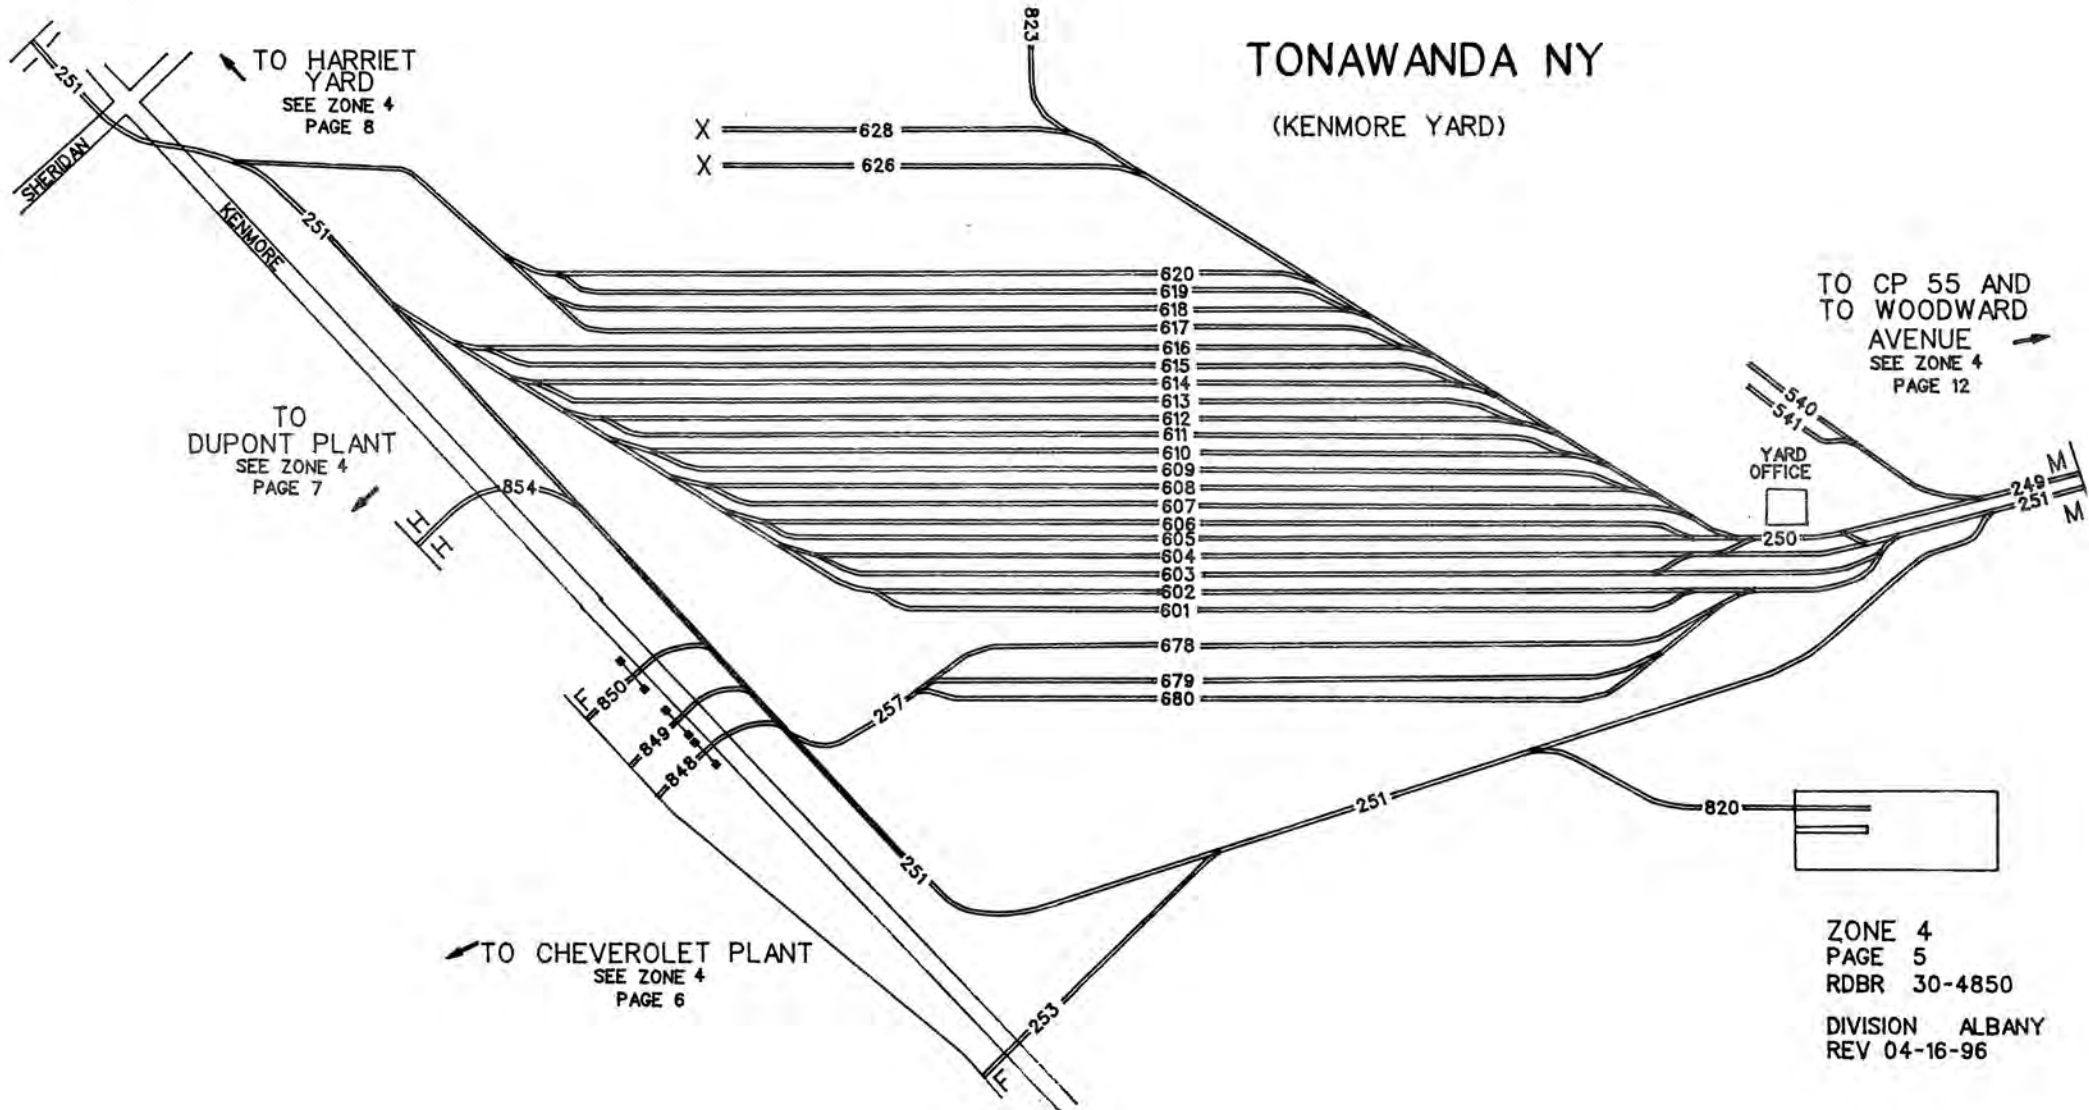 TONAWANDA NY
(KENMORE YARD)
823
TO HARRIET
YARD
SEE ZONE 4
PAGE 8
251
SHERIDAN
KENMORE
251
X
628
X
626
620
619
618
617
616
615
614
613
612
611
610
609
608
607
606
605
604
603
602
601
678
679
680
TO CP 55 AND
TO WOODWARD
AVENUE
SEE ZONE 4
PAGE 12
540
541
YARD
OFFICE
250
249
M
251
M
TO
DUPONT PLANT
SEE ZONE 4
PAGE 7
854
H
H
F
850
849
848
257
251
251
820
253
F
TO CHEVEROLET PLANT
SEE ZONE 4
PAGE 6
ZONE 4
PAGE 5
RDBR 30-4850
DIVISION ALBANY
REV 04-16-96